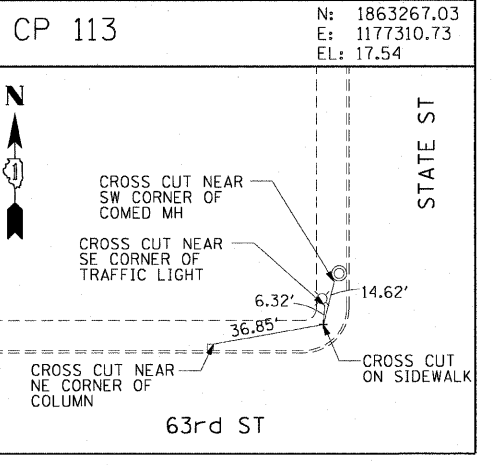 CP 113
N: 1863267.03
E: 1177310.73
EL: 17.54
N
STATE ST
CROSS CUT NEAR
SW CORNER OF
COMED MH
CROSS CUT NEAR
SE CORNER OF
TRAFFIC LIGHT
6.32'
14.62'
36.85'
CROSS CUT NEAR
NE CORNER OF
COLUMN
CROSS CUT
ON SIDEWALK
63rd ST